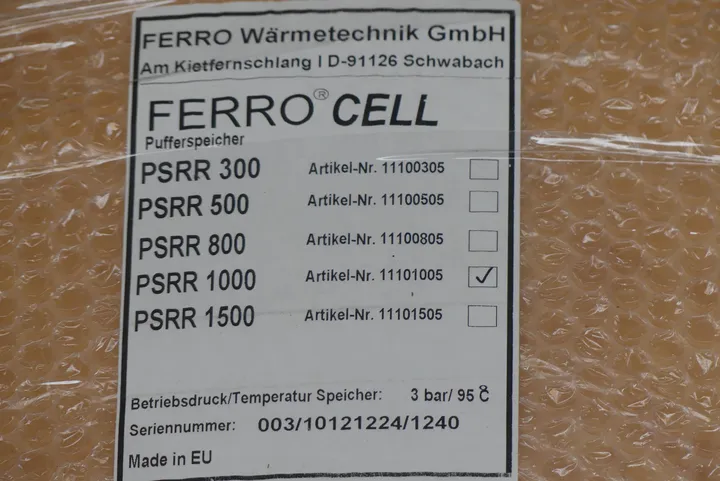 FERRO Wärmetechnik GmbH
Am Kietfernschlang I D-91126 Schwabach
FERRO® CELL
Pufferspeicher
PSRR 300 Artikel-Nr. 11100305
PSRR 500 Artikel-Nr. 11100505
PSRR 800 Artikel-Nr. 11100805
PSRR 1000 Artikel-Nr. 11101005 ✓
PSRR 1500 Artikel-Nr. 11101505
Betriebsdruck/Temperatur Speicher: 3 bar/ 95 °C
Seriennummer: 003/10121224/1240
Made in EU